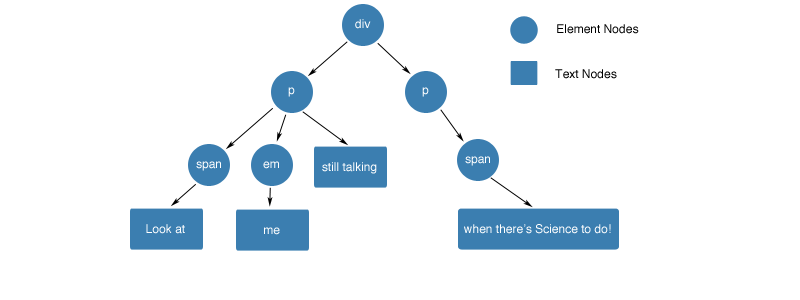 div
Element Nodes
Text Nodes
p
p
span
em
still talking
span
Look at
me
when there's Science to do!